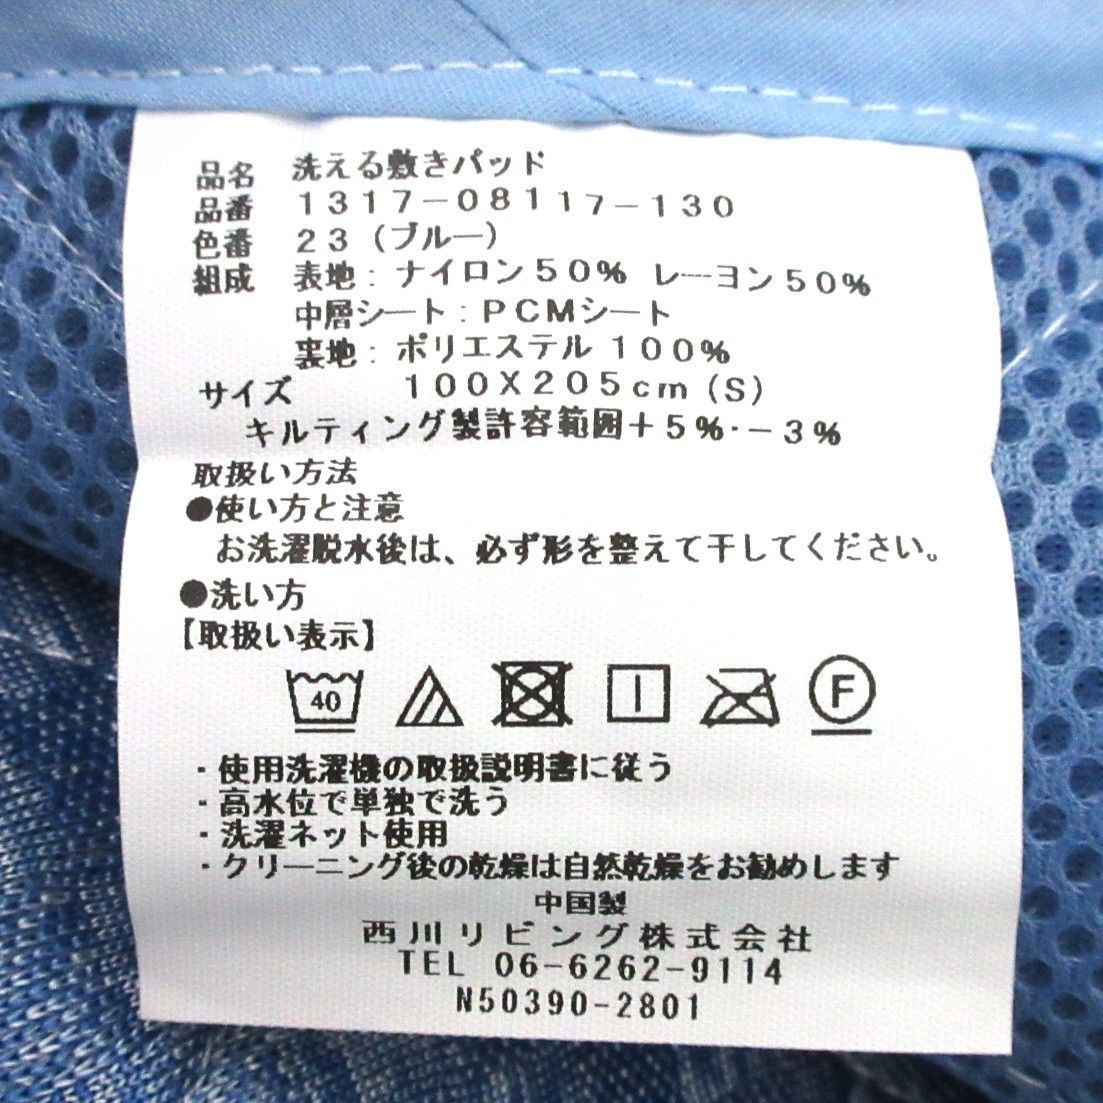 品名 洗える敷きパッド
品番 1317-08117-130
色番 23(ブルー)
組成 表地:ナイロン50% レーヨン50%
中層シート:PCMシート
裏地:ポリエステル100%
サイズ 100X205cm(S)
キルティング製許容範囲+5%・-3%
取扱い方法
●使い方と注意
お洗濯脱水後は、必ず形を整えて干してください。
●洗い方
【取扱い表示】
40 F
・使用洗濯機の取扱説明書に従う
・高水位で単独で洗う
・洗濯ネット使用
・クリーニング後の乾燥は自然乾燥をお勧めします
中国製
西川リビング株式会社
TEL 06-6262-9114
N50390-2801